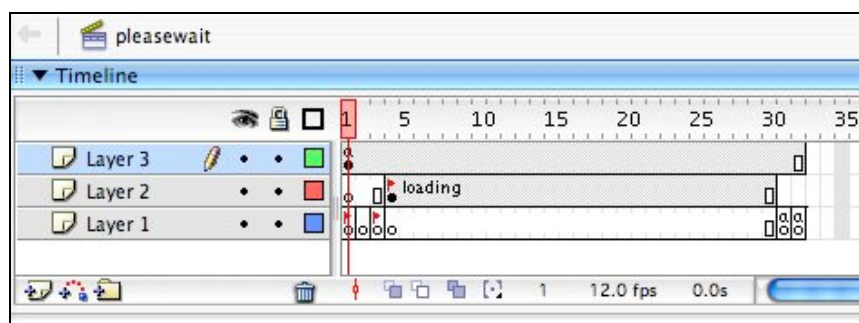 pleasewait
Timeline
1 5 10 15 20 25 30 35
Layer 3
Layer 2 loading
Layer 1
1 12.0 fps 0.0s